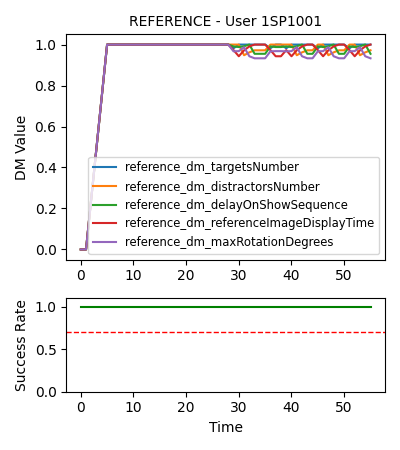 REFERENCE - User 1SP1001
DM Value
1.0
0.8
0.6
0.4
0.2
0.0
reference_dm_targetsNumber
reference_dm_distractorsNumber
reference_dm_delayOnShowSequence
reference_dm_referenceImageDisplayTime
reference_dm_maxRotationDegrees
0 10 20 30 40 50
Success Rate
1.0
0.5
0.0
0 10 20 30 40 50
Time